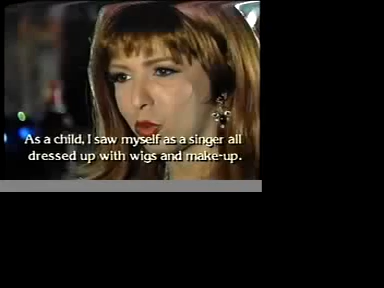 As a child, I saw myself as a singer all
dressed up with wigs and make-up.